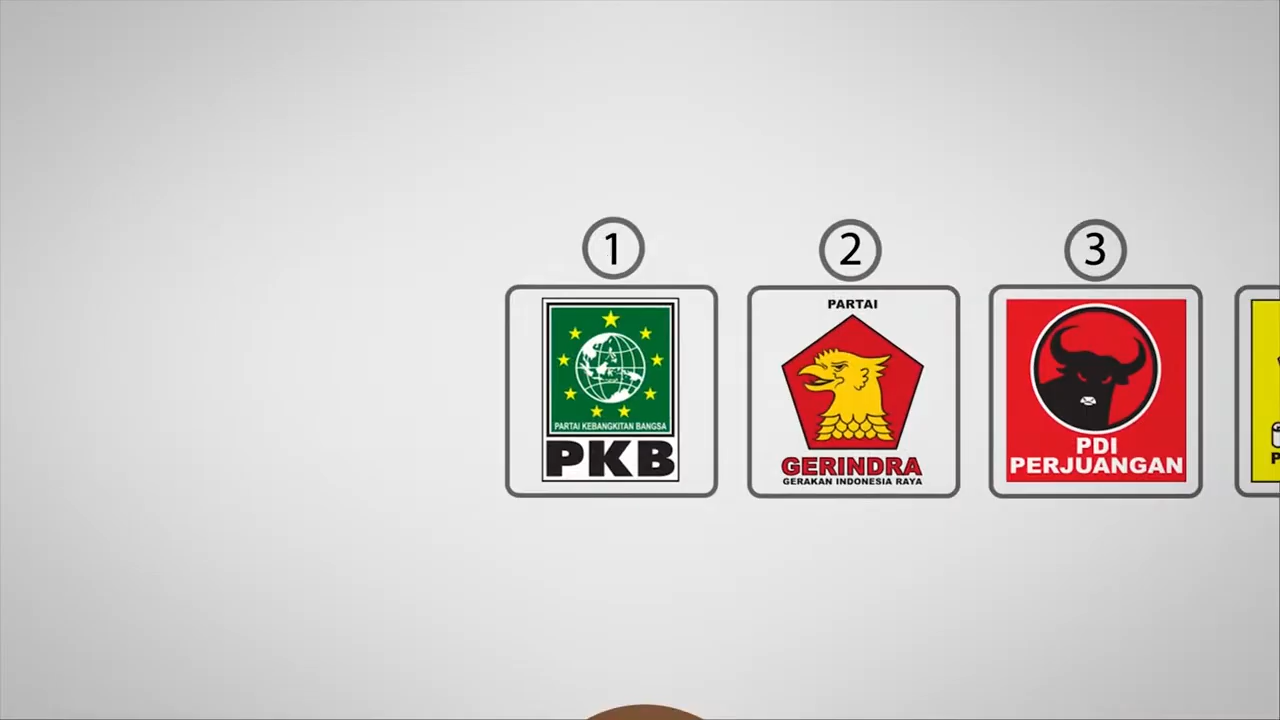 1
2
3
PARTAI KEBANGKITAN BANGSA
PKB
PARTAI
GERINDRA
GERAKAN INDONESIA RAYA
PDI
PERJUANGAN
P